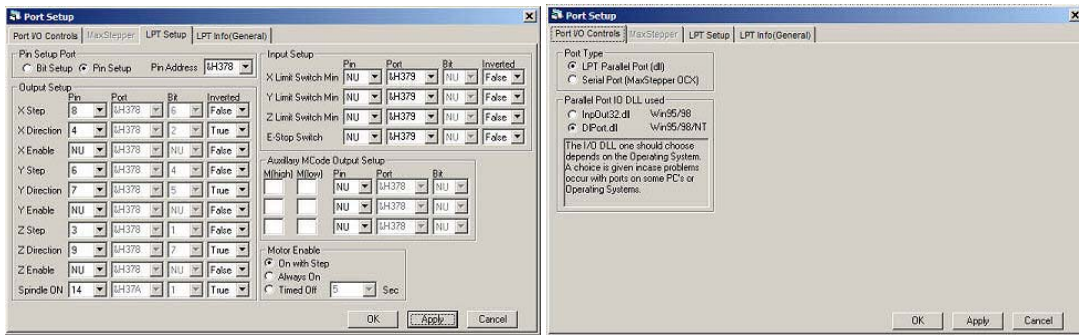 Port Setup
Port I/O Controls MaxStepper LPT Setup LPT Info(General)
Pin Setup Port
Bit Setup Pin Setup Pin Address &H378
Output Setup
Pin Port Bit Inverted
X Step 8 &H378 6 False
X Direction 4 &H378 2 True
X Enable NU &H378 NU False
Y Step 6 &H378 4 False
Y Direction 7 &H378 5 True
Y Enable NU &H378 NU False
Z Step 3 &H378 1 False
Z Direction 9 &H378 7 True
Z Enable NU &H378 NU False
Spindle ON 14 &H37A 1 True
Input Setup
Pin Port Bit Inverted
X Limit Switch Min NU &H379 NU False
Y Limit Switch Min NU &H379 NU False
Z Limit Switch Min NU &H379 NU False
E-Stop Switch NU &H379 NU False
Auxillary MCode Output Setup
M(high) M(low) Pin Port Bit
NU &H378 NU
NU &H378 NU
NU &H378 NU
Motor Enable
On with Step
Always On
Timed Off 5 Sec
OK Apply Cancel
Port Setup
Port I/O Controls MaxStepper LPT Setup LPT Info(General)
Port Type
LPT Parallel Port (dll)
Serial Port (MaxStepper OCX)
Parallel Port IO DLL used
InpOut32.dll Win95/98
DlPort.dll Win95/98/NT
The I/O DLL one should choose
depends on the Operating System.
A choice is given incase problems
occur with ports on some PC's or
Operating Systems.
OK Apply Cancel